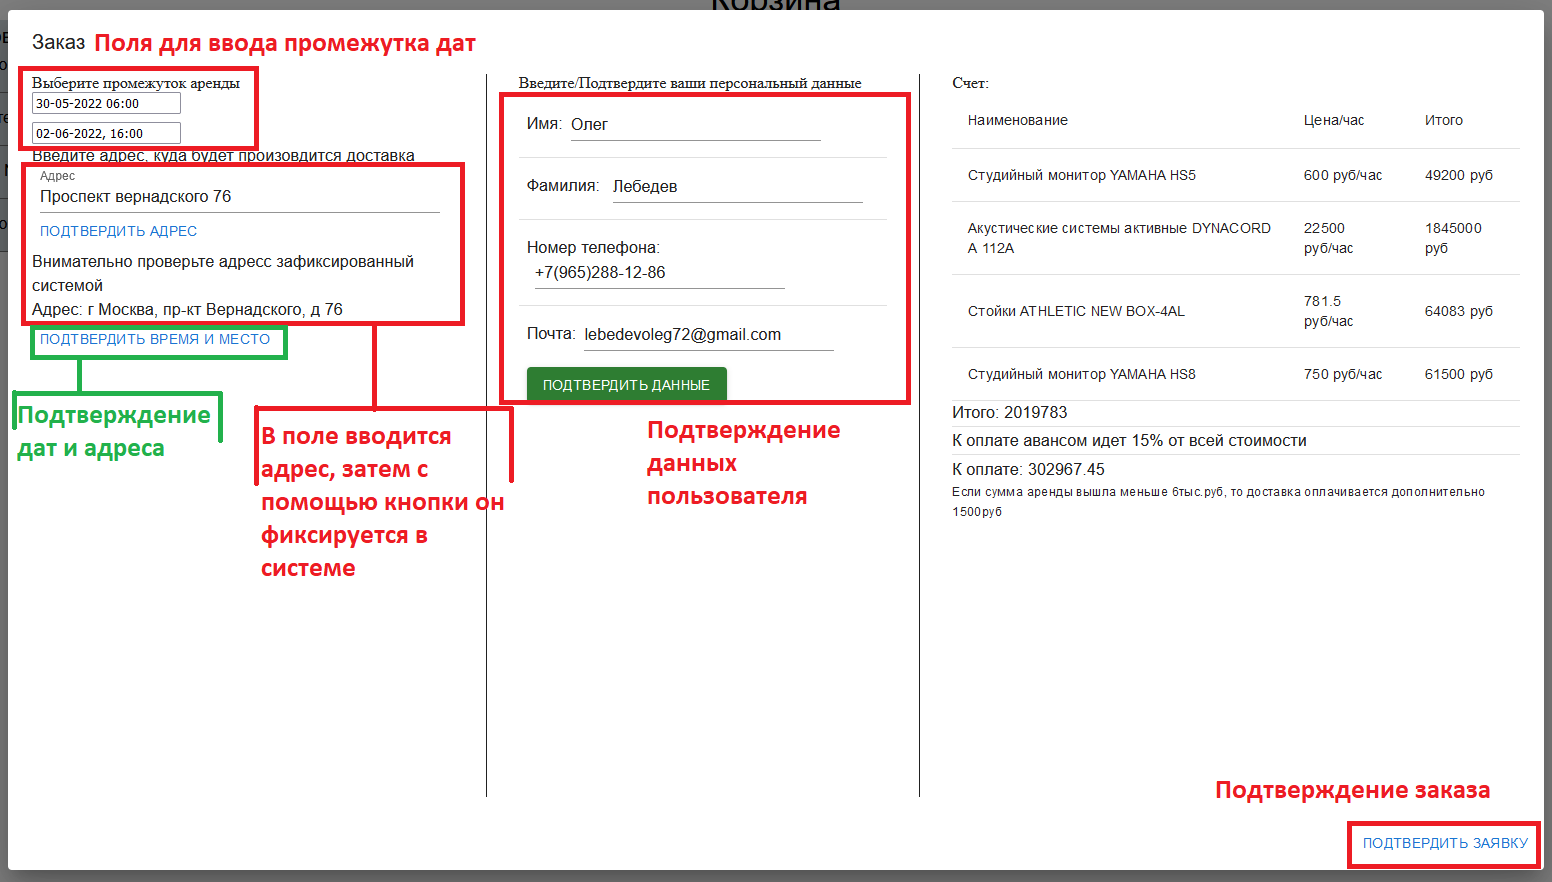 Корзина
Заказ
Поля для ввода промежутка дат
Выберите промежуток аренды
30-05-2022 06:00
02-06-2022, 16:00
Введите адрес, куда будет произовдится доставка
Адрес
Проспект вернадского 76
ПОДТВЕРДИТЬ АДРЕС
Внимательно проверьте адресс зафиксированный
системой
Адрес: г Москва, пр-кт Вернадского, д 76
ПОДТВЕРДИТЬ ВРЕМЯ И МЕСТО
Подтверждение
дат и адреса
В поле вводится
адрес, затем с
помощью кнопки он
фиксируется в
системе
Введите/Подтвердите ваши персональный данные
Имя: Олег
Фамилия: Лебедев
Номер телефона:
+7(965)288-12-86
Почта: lebedevoleg72@gmail.com
ПОДТВЕРДИТЬ ДАННЫЕ
Подтверждение
данных
пользователя
Счет:
Наименование Цена/час Итого
Студийный монитор YAMAHA HS5 600 руб/час 49200 руб
Акустические системы активные DYNACORD 22500 1845000
A 112A руб/час руб
781.5
Стойки ATHLETIC NEW BOX-4AL 64083 руб
руб/час
Студийный монитор YAMAHA HS8 750 руб/час 61500 руб
Итого: 2019783
К оплате авансом идет 15% от всей стоимости
К оплате: 302967.45
Если сумма аренды вышла меньше 6тыс.руб, то доставка оплачивается дополнительно
1500руб
Подтверждение заказа
ПОДТВЕРДИТЬ ЗАЯВКУ